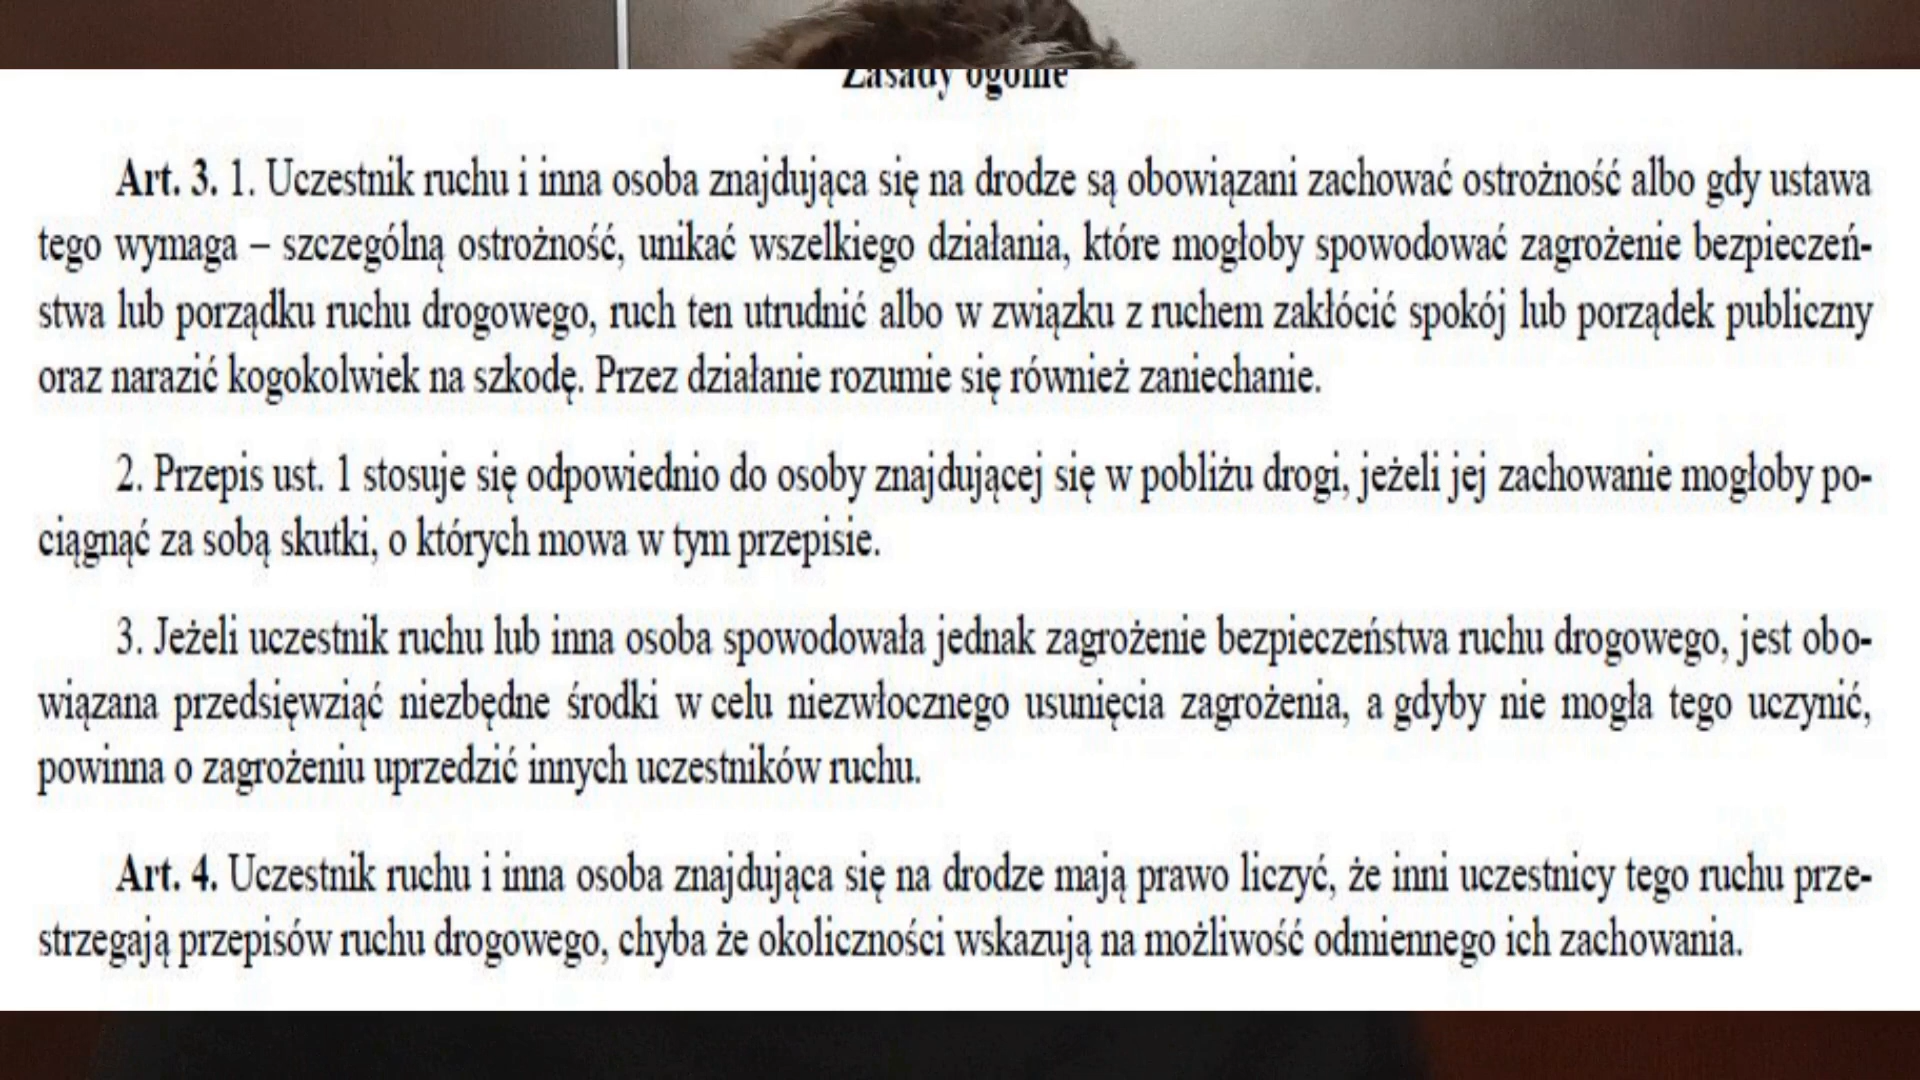 Zasady ogólne
Art. 3. 1. Uczestnik ruchu i inna osoba znajdująca się na drodze są obowiązani zachować ostrożność albo gdy ustawa
tego wymaga – szczególną ostrożność, unikać wszelkiego działania, które mogłoby spowodować zagrożenie bezpieczeń-
stwa lub porządku ruchu drogowego, ruch ten utrudnić albo w związku z ruchem zakłócić spokój lub porządek publiczny
oraz narazić kogokolwiek na szkodę. Przez działanie rozumie się również zaniechanie.
2. Przepis ust. 1 stosuje się odpowiednio do osoby znajdującej się w pobliżu drogi, jeżeli jej zachowanie mogłoby po-
ciągnąć za sobą skutki, o których mowa w tym przepisie.
3. Jeżeli uczestnik ruchu lub inna osoba spowodowała jednak zagrożenie bezpieczeństwa ruchu drogowego, jest obo-
wiązana przedsięwziąć niezbędne środki w celu niezwłocznego usunięcia zagrożenia, a gdyby nie mogła tego uczynić,
powinna o zagrożeniu uprzedzić innych uczestników ruchu.
Art. 4. Uczestnik ruchu i inna osoba znajdująca się na drodze mają prawo liczyć, że inni uczestnicy tego ruchu prze-
strzegają przepisów ruchu drogowego, chyba że okoliczności wskazują na możliwość odmiennego ich zachowania.